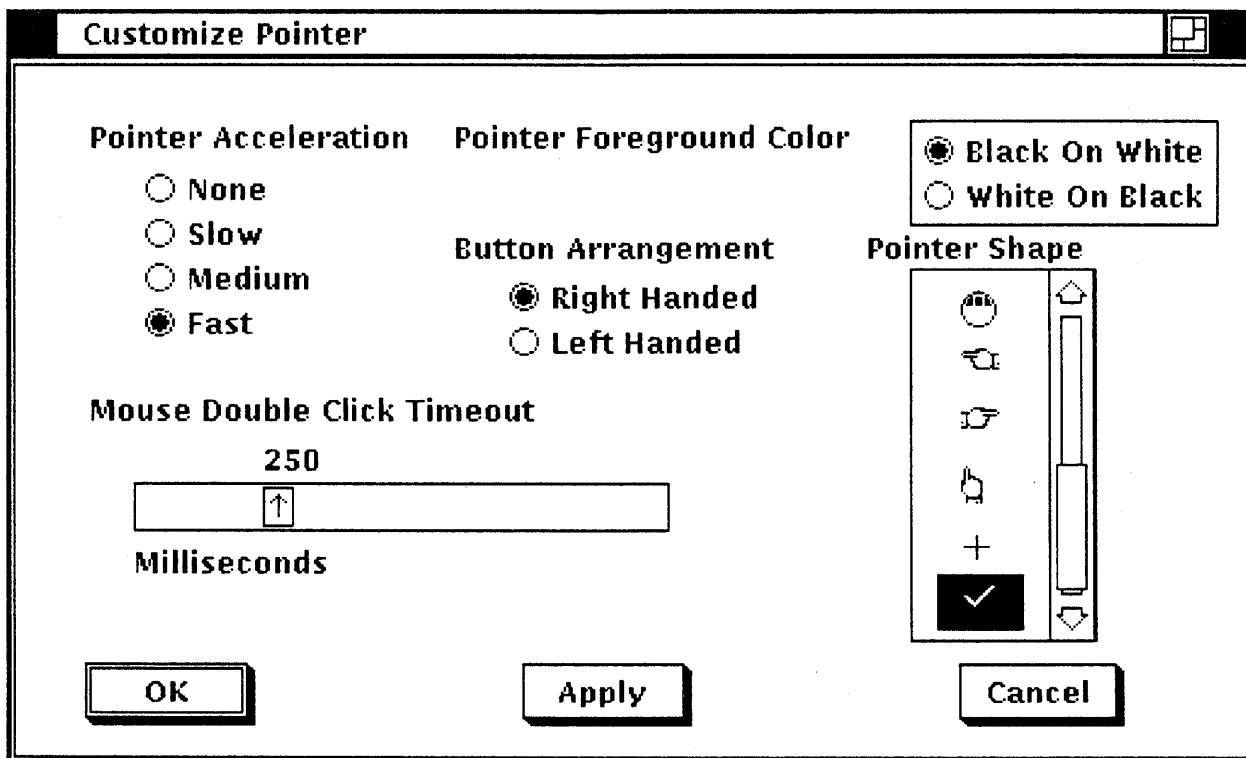 Customize Pointer
Pointer Acceleration
None
Slow
Medium
Fast
Pointer Foreground Color
Black On White
White On Black
Button Arrangement
Right Handed
Left Handed
Pointer Shape
Mouse Double Click Timeout
250
Milliseconds
OK
Apply
Cancel